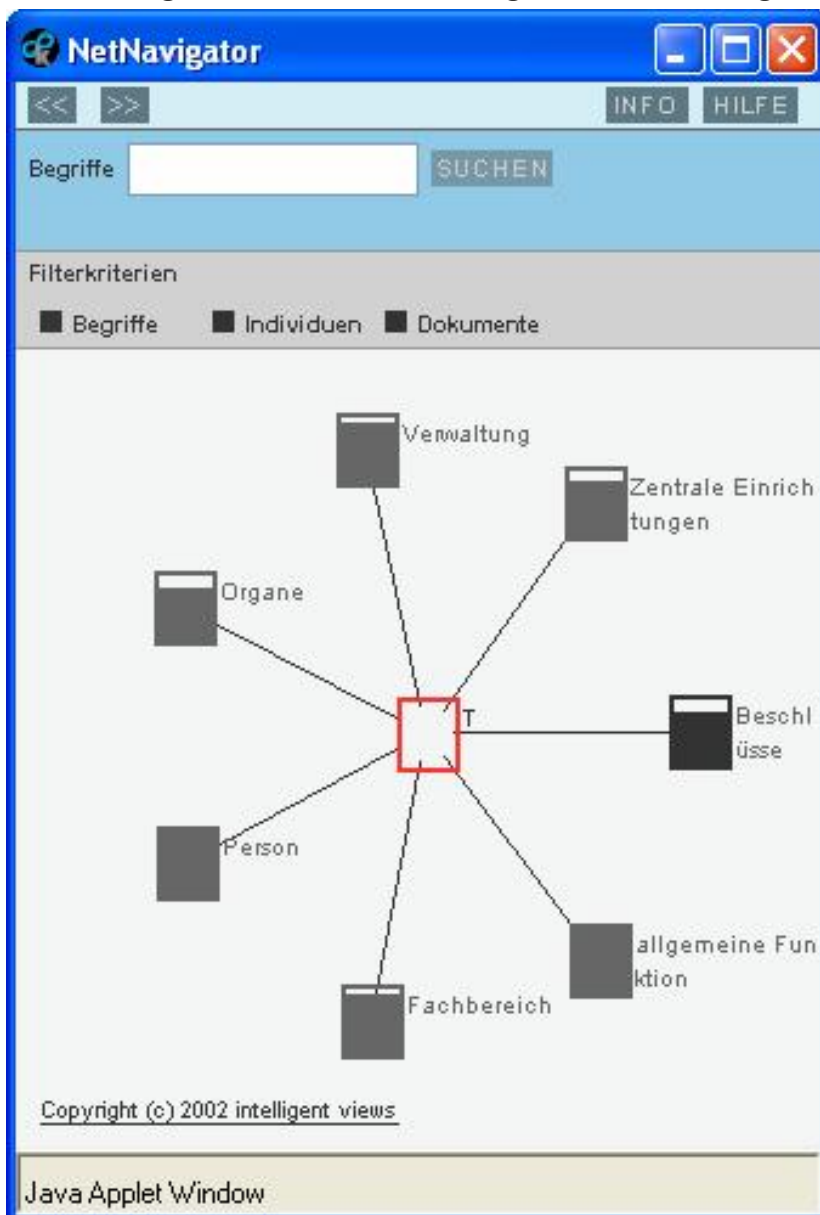 NetNavigator
<< >>
INFO HILFE
Begriffe SUCHEN
Filterkriterien
Begriffe Individuen Dokumente
Verwaltung
Zentrale Einrich
tungen
Organe
T
Beschl
üsse
Person
allgemeine Fun
ktion
Fachbereich
Copyright (c) 2002 intelligent views
Java Applet Window